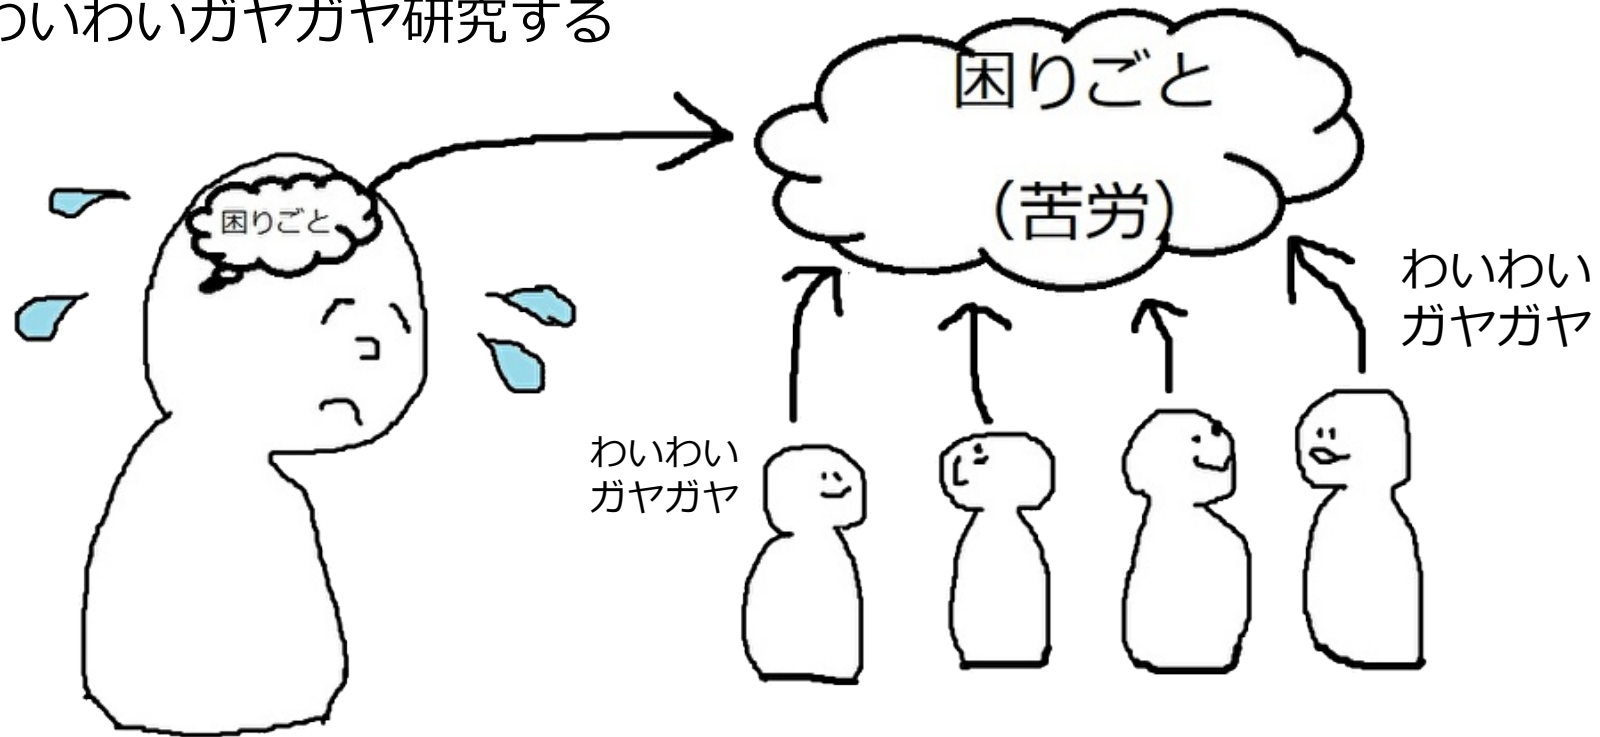 わいわいガヤガヤ研究する
困りごと
（苦労）
困りごと
わいわい
ガヤガヤ
わいわい
ガヤガヤ